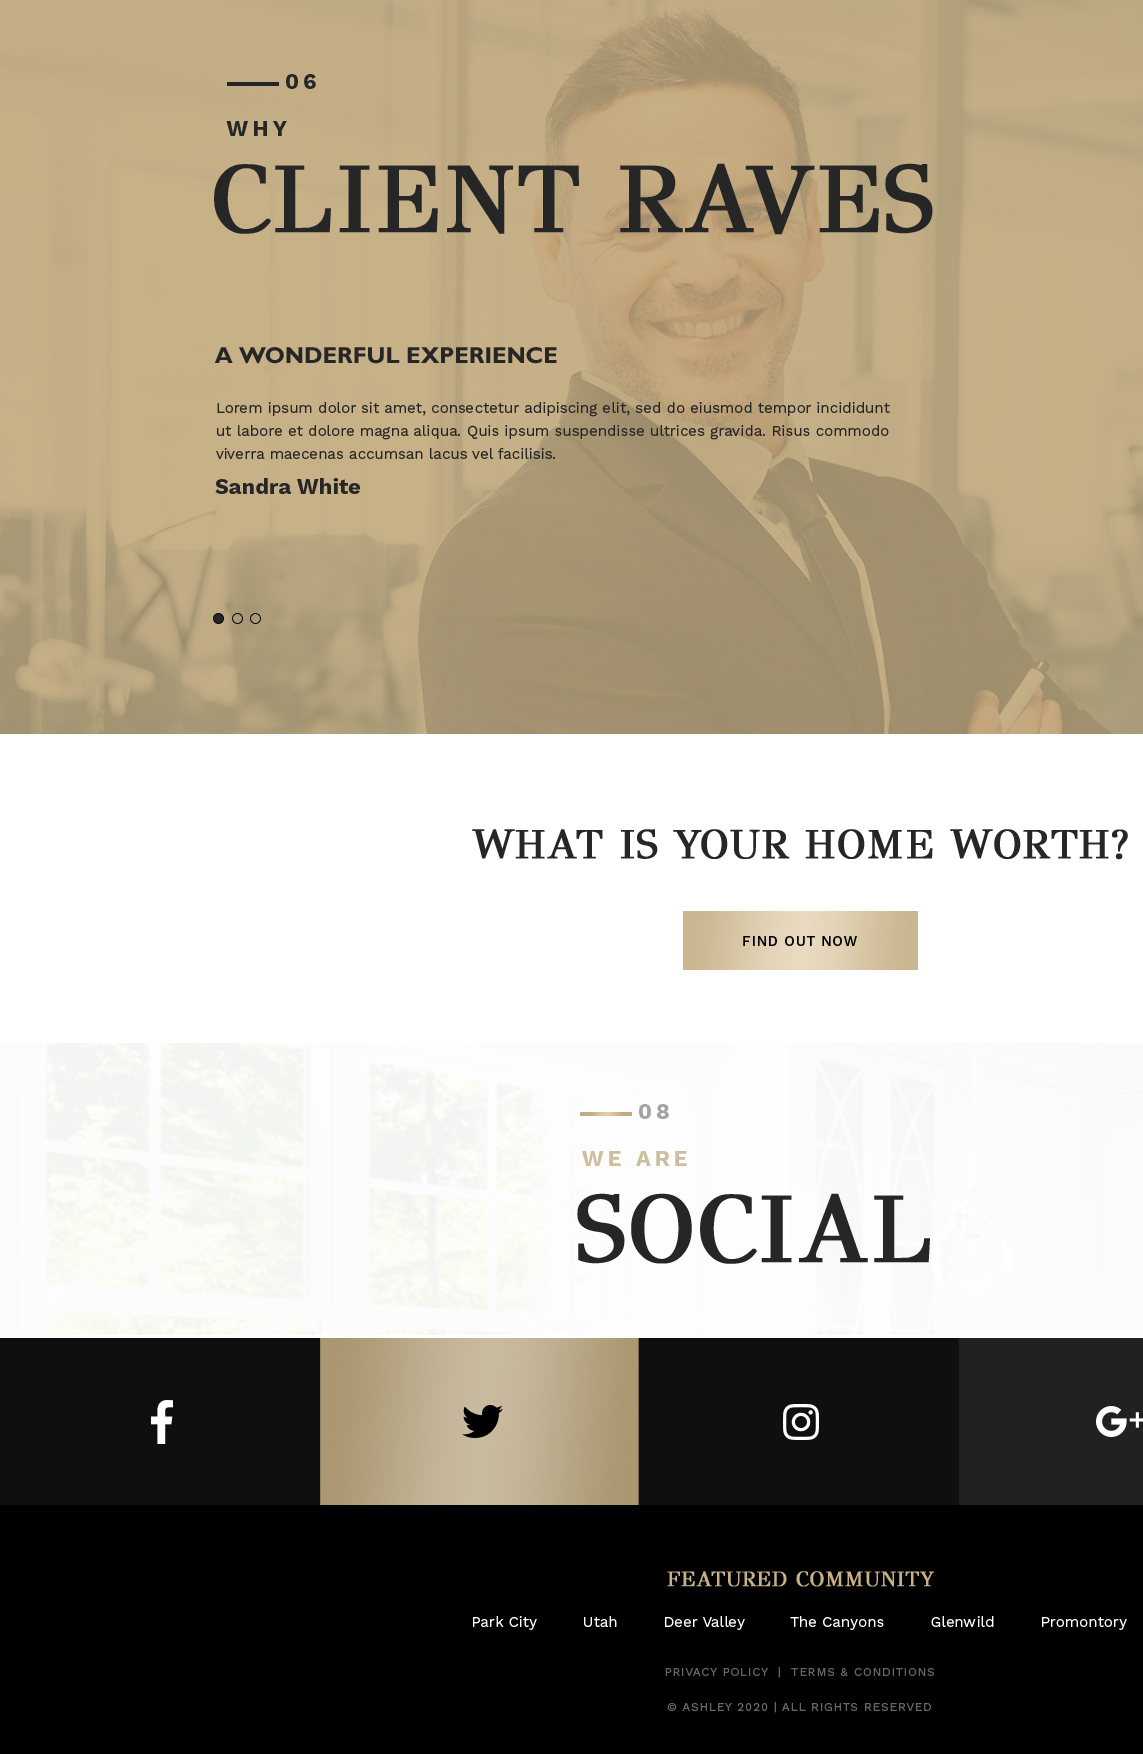 06
WHY
CLIENT RAVES
A WONDERFUL EXPERIENCE
Lorem ipsum dolor sit amet, consectetur adipiscing elit, sed do eiusmod tempor incididunt
ut labore et dolore magna aliqua. Quis ipsum suspendisse ultrices gravida. Risus commodo
viverra maecenas accumsan lacus vel facilisis.
Sandra White
WHAT IS YOUR HOME WORTH?
FIND OUT NOW
08
WE ARE
SOCIAL
G+
FEATURED COMMUNITY
Park City Utah Deer Valley The Canyons Glenwild Promontory
PRIVACY POLICY | TERMS & CONDITIONS
© ASHLEY 2020 | ALL RIGHTS RESERVED